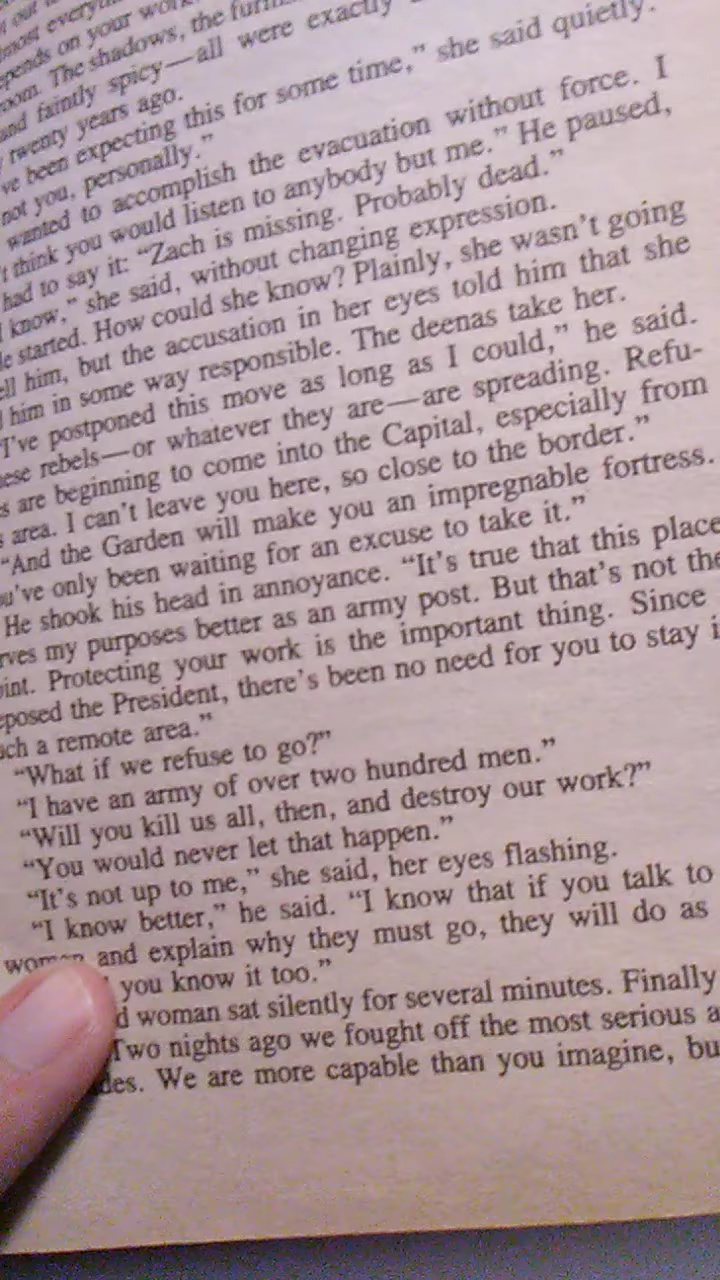 out
most everyth
pends on your work
oom. The shadows, the furni
and faintly spicy—all were exactly
twenty years ago.
've been expecting this for some time,” she said quietly.
not you, personally.”
wanted to accomplish the evacuation without force. I
't think you would listen to anybody but me.” He paused,
had to say it: “Zach is missing. Probably dead.”
I know,” she said, without changing expression.
He started. How could she know? Plainly, she wasn't going
ell him, but the accusation in her eyes told him that she
him in some way responsible. The deenas take her.
“I've postponed this move as long as I could,” he said.
hese rebels—or whatever they are—are spreading. Refu-
s are beginning to come into the Capital, especially from
s area. I can't leave you here, so close to the border.”
“And the Garden will make you an impregnable fortress.
ou've only been waiting for an excuse to take it.”
He shook his head in annoyance. “It's true that this place
rves my purposes better as an army post. But that's not the
oint. Protecting your work is the important thing. Since
eposed the President, there's been no need for you to stay i
uch a remote area.”
“What if we refuse to go?”
“I have an army of over two hundred men.”
“Will you kill us all, then, and destroy our work?”
“You would never let that happen.”
“It's not up to me,” she said, her eyes flashing.
“I know better,” he said. “I know that if you talk to
women and explain why they must go, they will do as
you know it too.”
d woman sat silently for several minutes. Finally
Two nights ago we fought off the most serious a
des. We are more capable than you imagine, bu